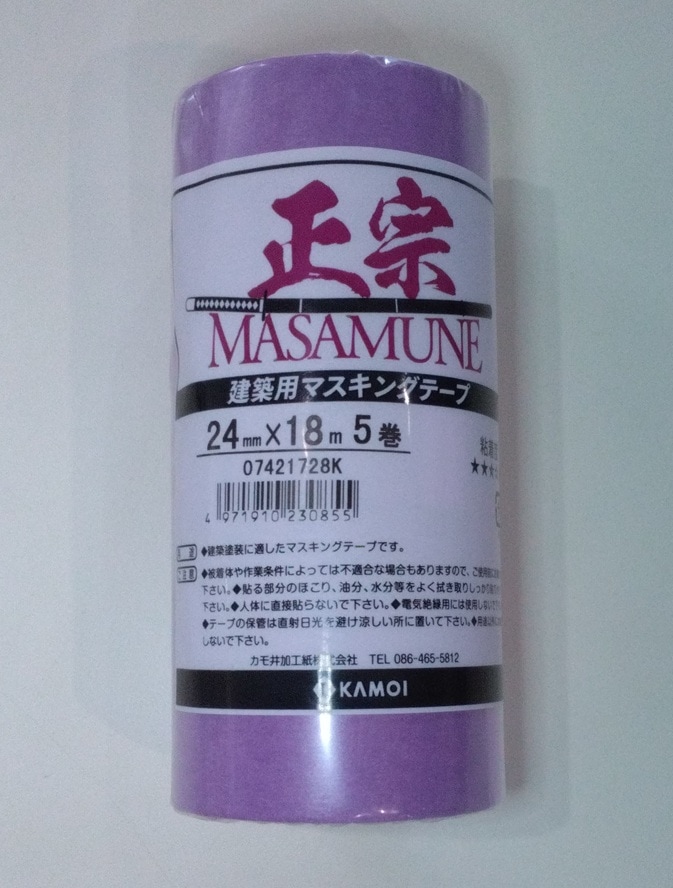 正宗
MASAMUNE
建築用マスキングテープ
24mm×18m 5巻
07421728K
粘着
★★
4 971910 230855
◆建築塗装に適したマスキングテープです。
◆被着体や作業条件によっては不適合な場合もありますので、ご使用前に
下さい。◆貼る部分のほこり、油分、水分等をよく拭き取りしっかり
下さい。◆人体に直接貼らないで下さい。◆電気絶縁用には使用しない
◆テープの保管は直射日光を避け涼しい所に置いて下さい。◆用途
しないで下さい。
カモ井加工紙株式会社 TEL 086-465-5812
KAMOI